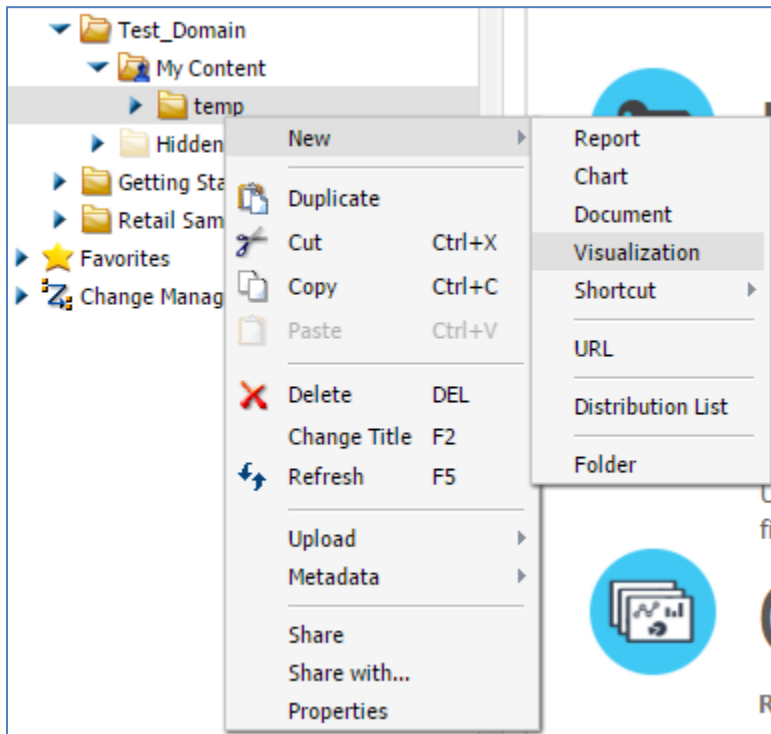 Test_Domain
My Content
temp
Hidden
Getting Sta
Retail Sam
Favorites
Change Manag
New
Duplicate
Cut Ctrl+X
Copy Ctrl+C
Paste Ctrl+V
Delete DEL
Change Title F2
Refresh F5
Upload
Metadata
Share
Share with...
Properties
Report
Chart
Document
Visualization
Shortcut
URL
Distribution List
Folder